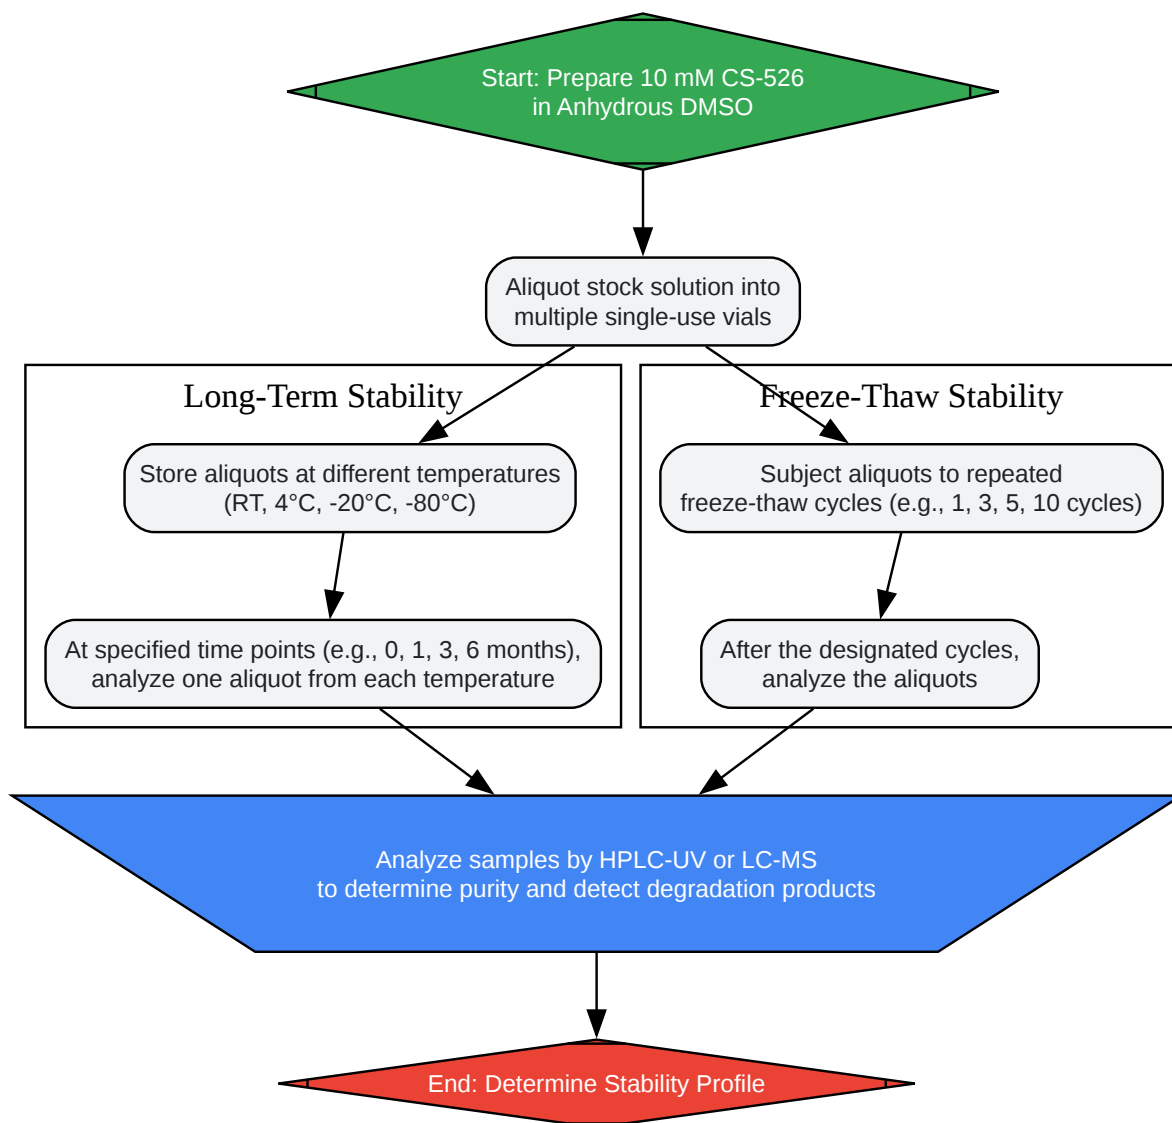 Start: Prepare 10 mM CS-526
in Anhydrous DMSO
Aliquot stock solution into
multiple single-use vials
Long-Term Stability
Store aliquots at different temperatures
(RT, 4°C, -20°C, -80°C)
At specified time points (e.g., 0, 1, 3, 6 months),
analyze one aliquot from each temperature
Freeze-Thaw Stability
Subject aliquots to repeated
freeze-thaw cycles (e.g., 1, 3, 5, 10 cycles)
After the designated cycles,
analyze the aliquots
Analyze samples by HPLC-UV or LC-MS
to determine purity and detect degradation products
End: Determine Stability Profile